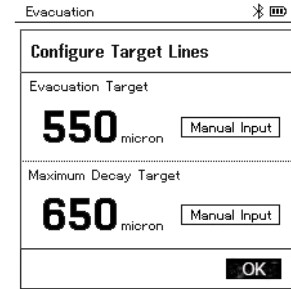 Evacuation
Configure Target Lines
Evacuation Target
550 micron
Manual Input
Maximum Decay Target
650 micron
Manual Input
OK